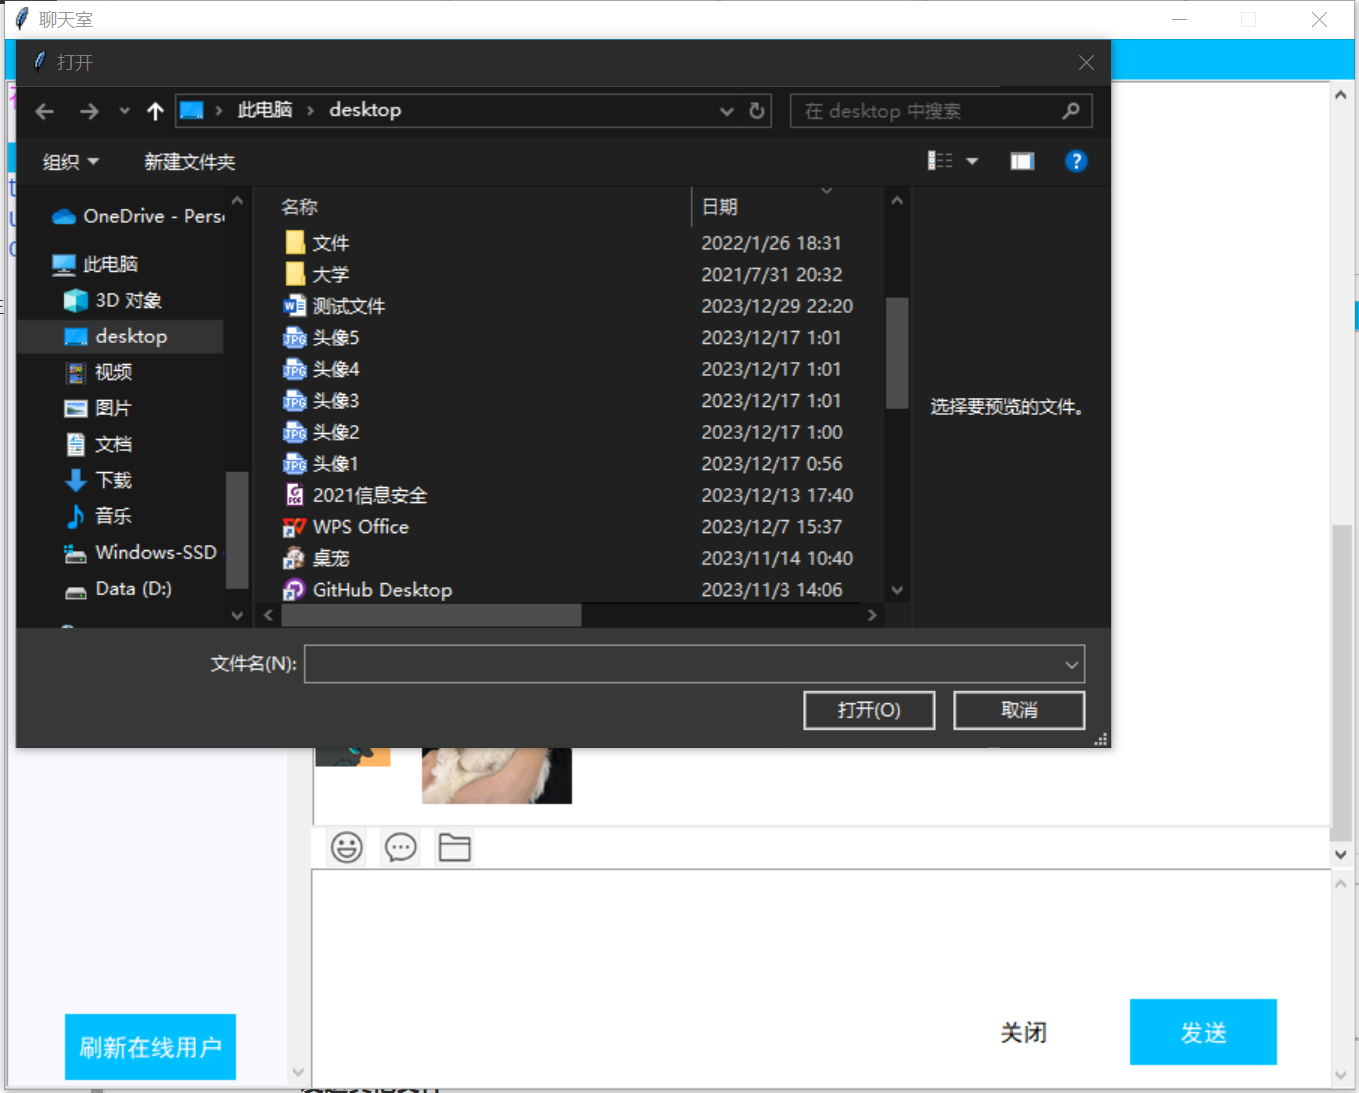 聊天室
打开
此电脑 desktop
在 desktop 中搜索
组织 新建文件夹
OneDrive - Pers
此电脑
3D 对象
desktop
视频
图片
文档
下载
音乐
Windows-SSD
Data (D:)
名称 日期
文件 2022/1/26 18:31
大学 2021/7/31 20:32
测试文件 2023/12/29 22:20
头像5 2023/12/17 1:01
头像4 2023/12/17 1:01
头像3 2023/12/17 1:01
头像2 2023/12/17 1:00
头像1 2023/12/17 0:56
2021信息安全 2023/12/13 17:40
WPS Office 2023/12/7 15:37
桌宠 2023/11/14 10:40
GitHub Desktop 2023/11/3 14:06
选择要预览的文件。
文件名(N):
打开(O) 取消
关闭 发送
刷新在线用户